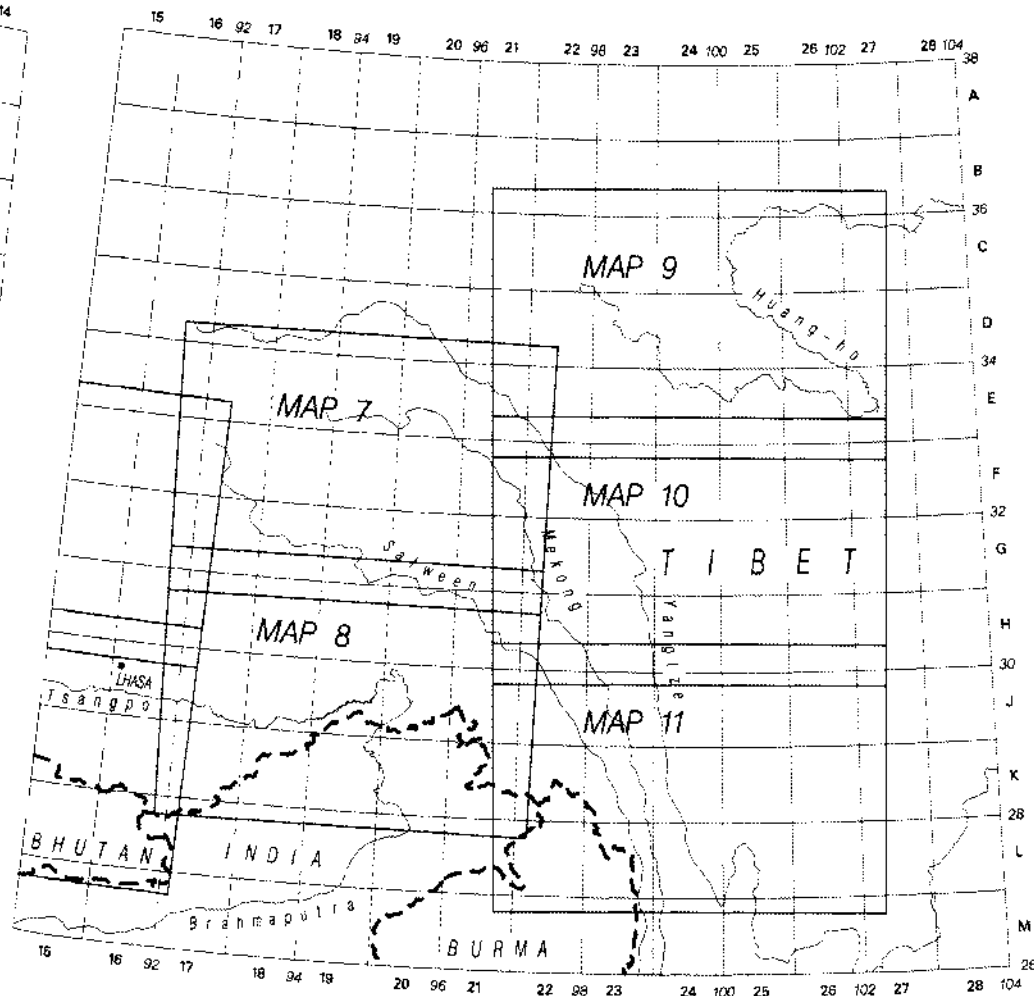 14
15 16 92 17 18 94 19 20 96 21 22 98 23 24 100 25 26 102 27 28 104
38
A
B
36
C
MAP 9
Huang-ho
D
34
E
MAP 7
F
MAP 10
32
Salween
Mekong
TIBET
G
Yangtze
H
MAP 8
30
LHASA
Tsangpo
J
MAP 11
K
28
BHUTAN
INDIA
L
Brahmaputra
M
BURMA
26
15 16 92 17 18 94 19 20 96 21 22 98 23 24 100 25 26 102 27 28 104